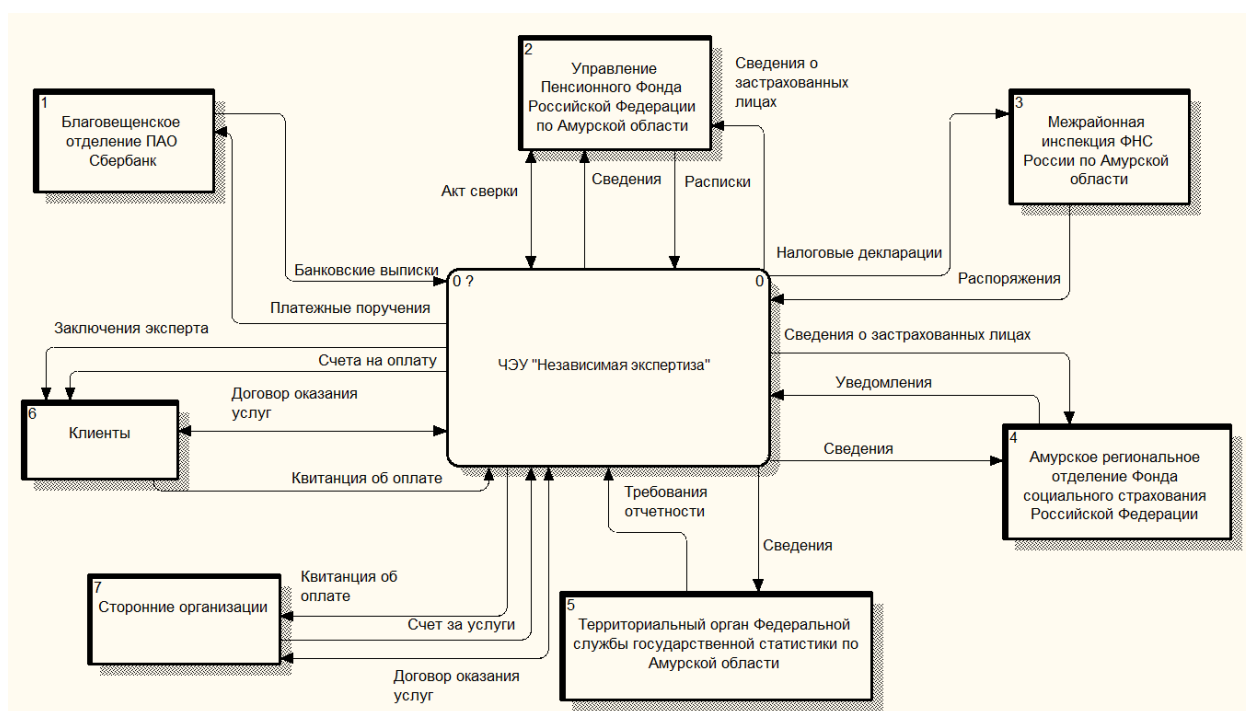 1
Благовещенское
отделение ПАО
Сбербанк
2
Управление
Пенсионного Фонда
Российской Федерации
по Амурской области
Сведения о
застрахованных
лицах
3
Межрайонная
инспекция ФНС
России по Амурской
области
Акт сверки
Сведения
Расписки
Налоговые декларации
Распоряжения
Банковские выписки
Платежные поручения
Заключения эксперта
Счета на оплату
Договор оказания
услуг
0 ?
0
ЧЭУ "Независимая экспертиза"
Сведения о застрахованных лицах
Уведомления
Сведения
6
Клиенты
Квитанция об оплате
4
Амурское региональное
отделение Фонда
социального страхования
Российской Федерации
Требования
отчетности
Сведения
7
Сторонние организации
Квитанция об
оплате
Счет за услуги
Договор оказания
услуг
5
Территориальный орган Федеральной
службы государственной статистики по
Амурской области